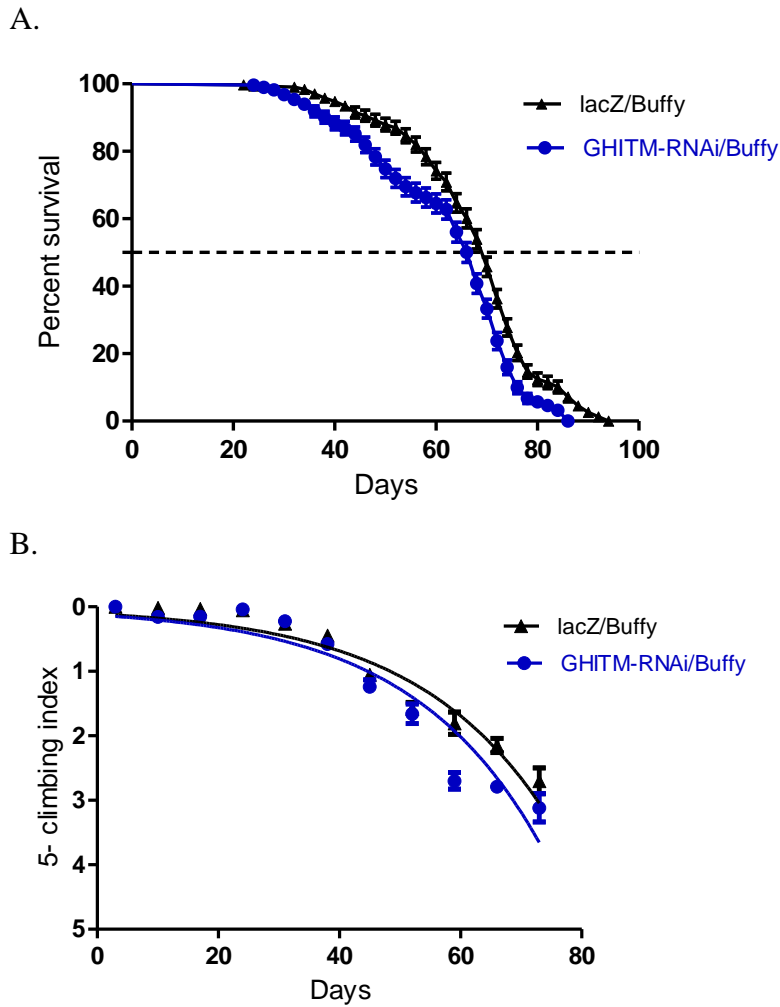 A.
100
80
60
40
20
0
Percent survival
lacZ/Buffy
GHITM-RNAi/Buffy
0 20 40 60 80 100
Days
B.
0
1
2
3
4
5
5- climbing index
lacZ/Buffy
GHITM-RNAi/Buffy
0 20 40 60 80
Days